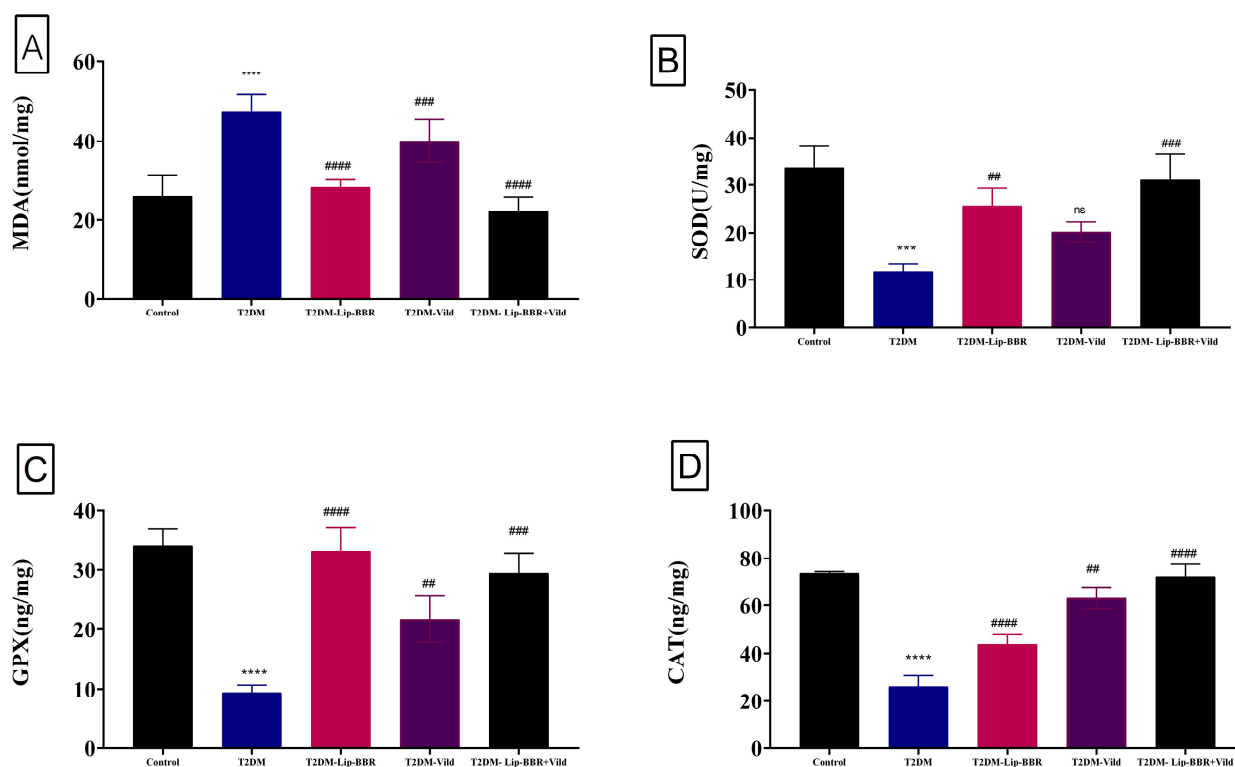 A
MDA(nmol/mg)
60
40
20
0
****
####
###
####
Control
T2DM
T2DM-Lip-BBR
T2DM-Vild
T2DM- Lip-BBR+Vild
B
SOD(U/mg)
50
40
30
20
10
0
***
##
ns
###
Control
T2DM
T2DM-Lip-BBR
T2DM-Vild
T2DM- Lip-BBR+Vild
C
GPX(ng/mg)
40
30
20
10
0
****
####
##
###
Control
T2DM
T2DM-Lip-BBR
T2DM-Vild
T2DM- Lip-BBR+Vild
D
CAT(ng/mg)
100
80
60
40
20
0
****
####
##
####
Control
T2DM
T2DM-Lip-BBR
T2DM-Vild
T2DM- Lip-BBR+Vild